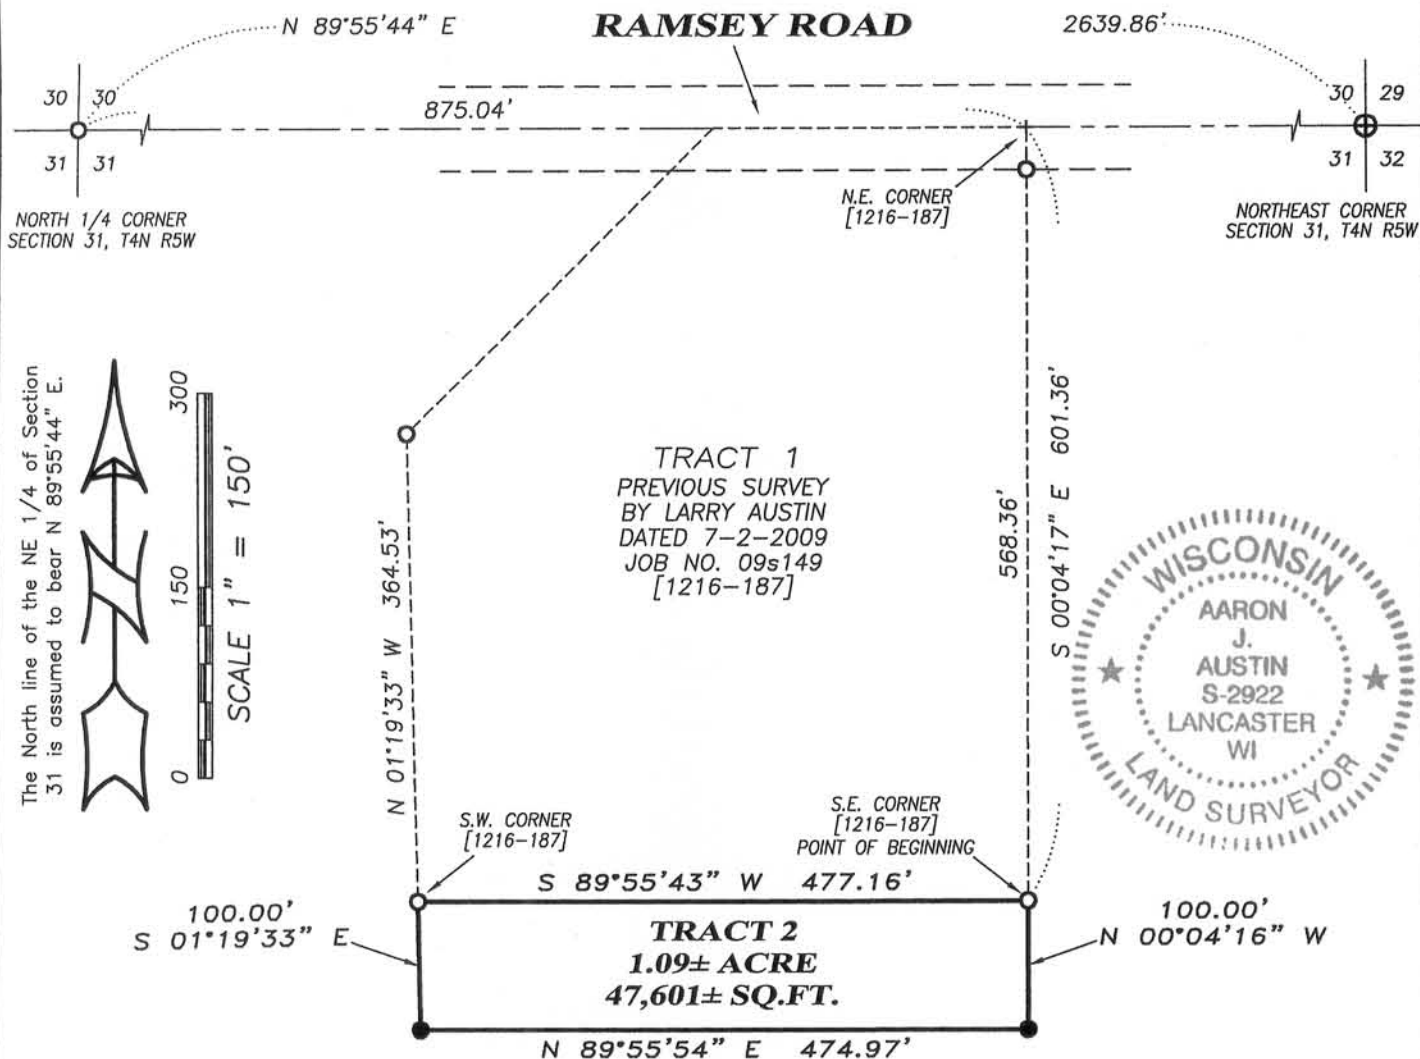 N 89°55'44" E
RAMSEY ROAD
2639.86'
30 30
31 31
875.04'
30 29
31 32
NORTH 1/4 CORNER
SECTION 31, T4N R5W
N.E. CORNER
[1216-187]
NORTHEAST CORNER
SECTION 31, T4N R5W
The North line of the NE 1/4 of Section
31 is assumed to bear N 89°55'44" E.
N
0 150 300
SCALE 1" = 150'
N 01°19'33" W 364.53'
TRACT 1
PREVIOUS SURVEY
BY LARRY AUSTIN
DATED 7-2-2009
JOB NO. 09s149
[1216-187]
568.36'
S 00°04'17" E 601.36'
WISCONSIN
AARON
J.
AUSTIN
S-2922
LANCASTER
WI
LAND SURVEYOR
S.W. CORNER
[1216-187]
S.E. CORNER
[1216-187]
POINT OF BEGINNING
S 89°55'43" W 477.16'
100.00'
S 01°19'33" E
TRACT 2
1.09± ACRE
47,601± SQ.FT.
100.00'
N 00°04'16" W
N 89°55'54" E 474.97'